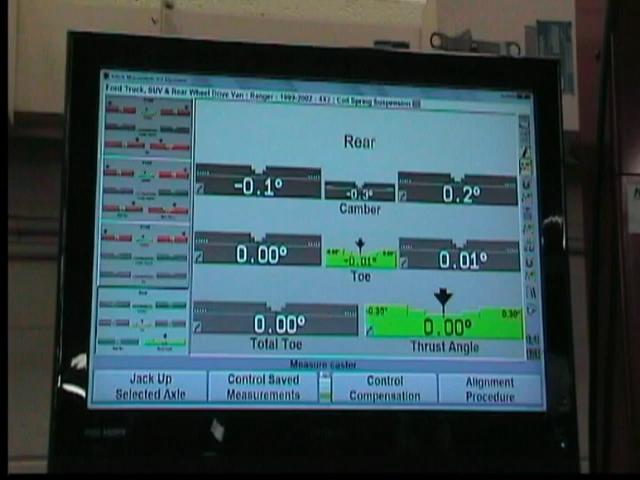 Ford Truck, SUV & Rear Wheel Drive Van : Ranger : 1998-2002 : 4X2 : Coil Spring Suspension
Rear
-0.1° -0.3° 0.2°
Camber
0.00° -0.01° 0.01°
Toe
-0.30° 0.30°
0.00° 0.00°
Total Toe Thrust Angle
Measure caster
Jack Up Selected Axle
Control Saved Measurements
Control Compensation
Alignment Procedure